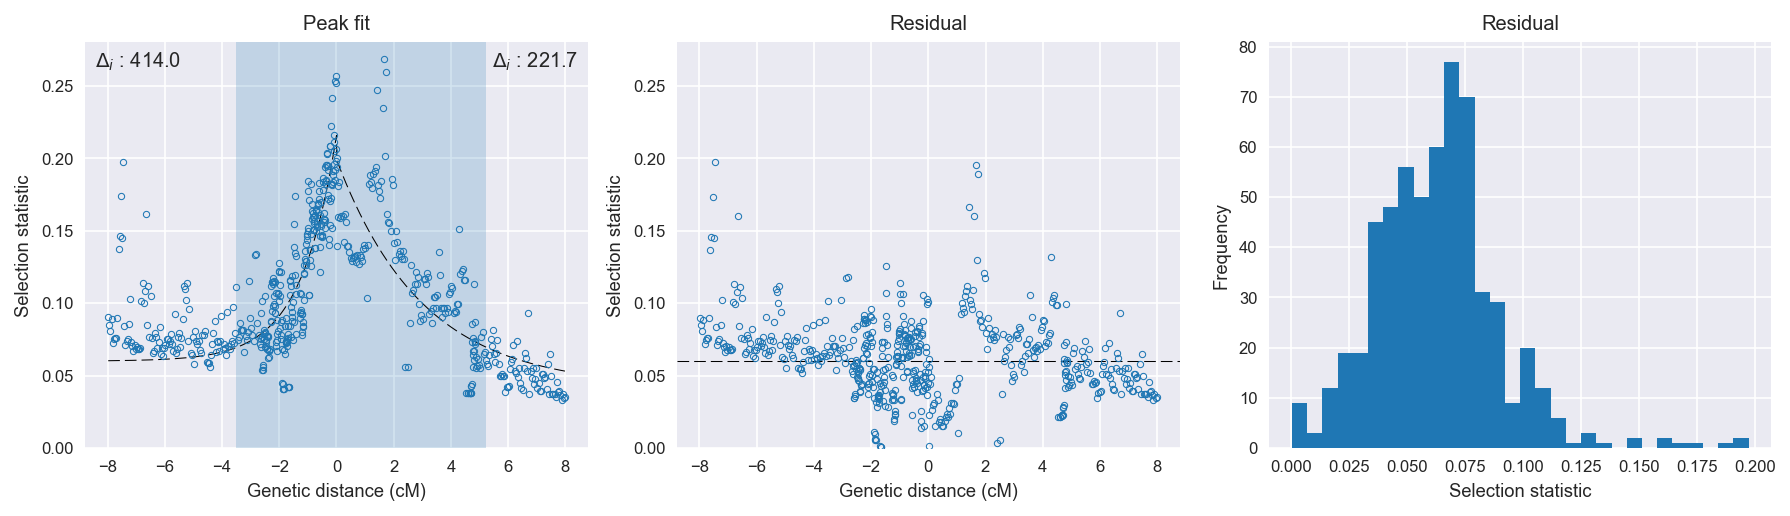 Peak fit
Δi : 414.0
Δi : 221.7
0.25
0.20
0.15
0.10
0.05
0.00
Selection statistic
−8 −6 −4 −2 0 2 4 6 8
Genetic distance (cM)
Residual
0.25
0.20
0.15
0.10
0.05
0.00
Selection statistic
−8 −6 −4 −2 0 2 4 6 8
Genetic distance (cM)
Residual
80
70
60
50
40
30
20
10
0
Frequency
0.000 0.025 0.050 0.075 0.100 0.125 0.150 0.175 0.200
Selection statistic